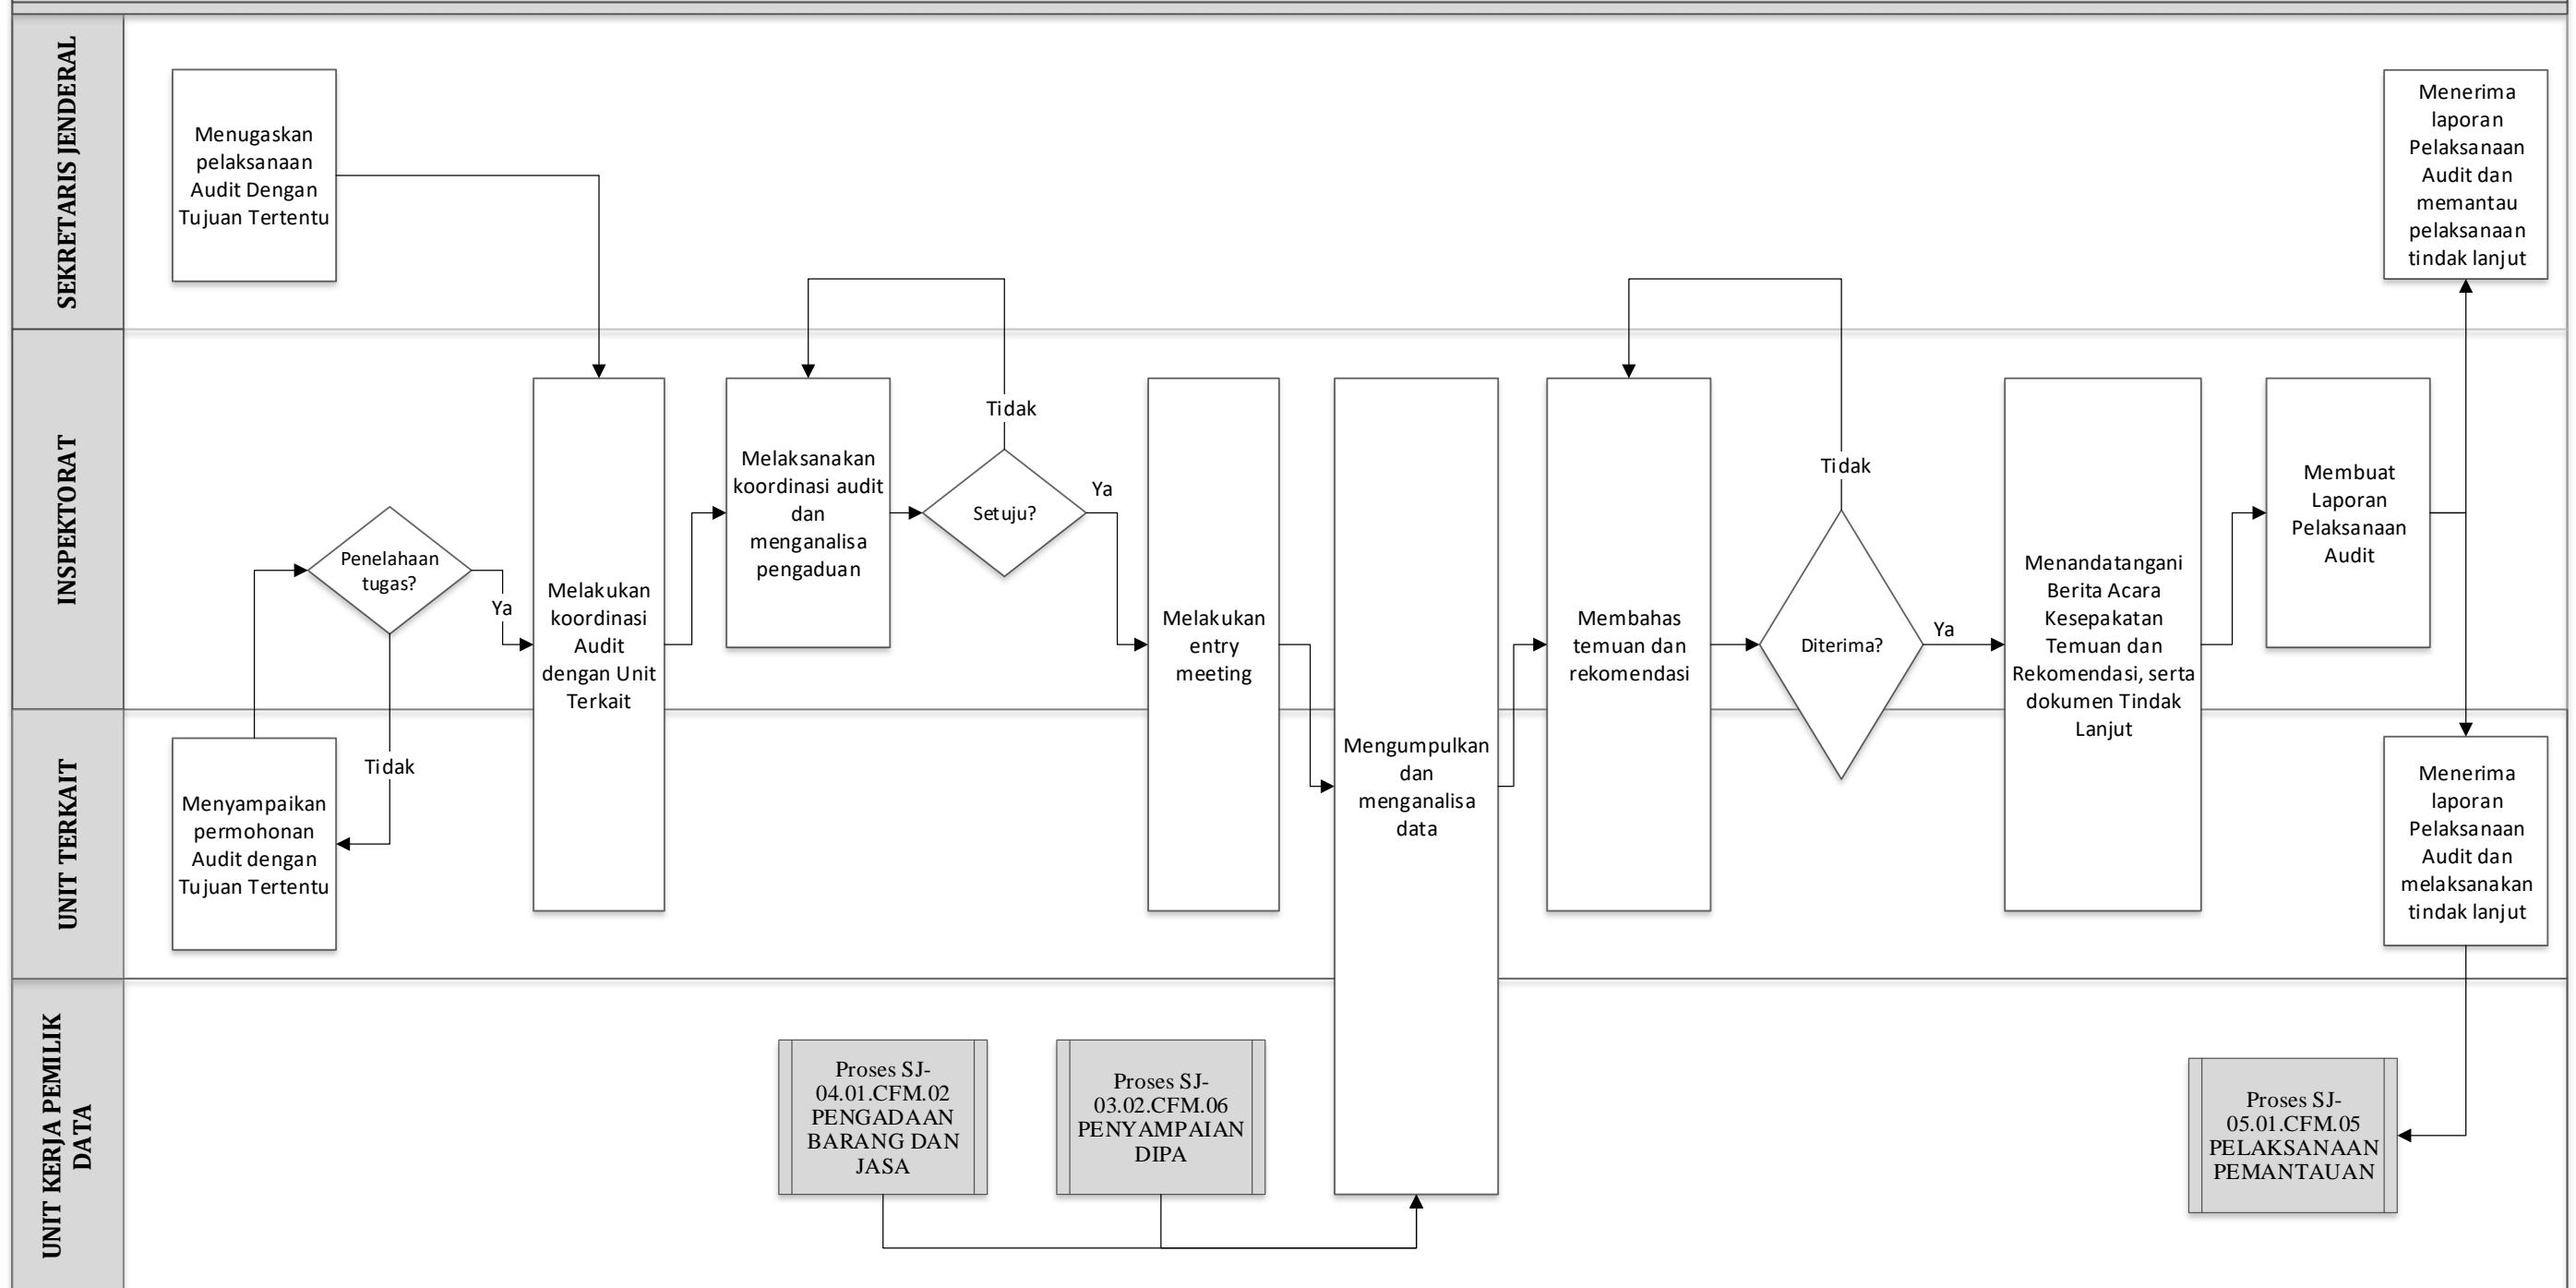 SEKRETARIS JENDERAL
Menugaskan
pelaksanaan
Audit Dengan
Tujuan Tertentu
Menerima
laporan
Pelaksanaan
Audit dan
memantau
pelaksanaan
tindak lanjut
INSPEKTORAT
Penelahaan
tugas?
Ya
Tidak
Melakukan
koordinasi
Audit
dengan Unit
Terkait
Melaksanakan
koordinasi audit
dan
menganalisa
pengaduan
Setuju?
Tidak
Ya
Melakukan
entry
meeting
Mengumpulkan
dan
menganalisa
data
Membahas
temuan dan
rekomendasi
Diterima?
Tidak
Ya
Menandatangani
Berita Acara
Kesepakatan
Temuan dan
Rekomendasi, serta
dokumen Tindak
Lanjut
Membuat
Laporan
Pelaksanaan
Audit
UNIT TERKAIT
Menyampaikan
permohonan
Audit dengan
Tujuan Tertentu
Menerima
laporan
Pelaksanaan
Audit dan
melaksanakan
tindak lanjut
UNIT KERJA PEMILIK
DATA
Proses SJ-
04.01.CFM.02
PENGADAAN
BARANG DAN
JASA
Proses SJ-
03.02.CFM.06
PENYAMPAIAN
DIPA
Proses SJ-
05.01.CFM.05
PELAKSANAAN
PEMANTAUAN